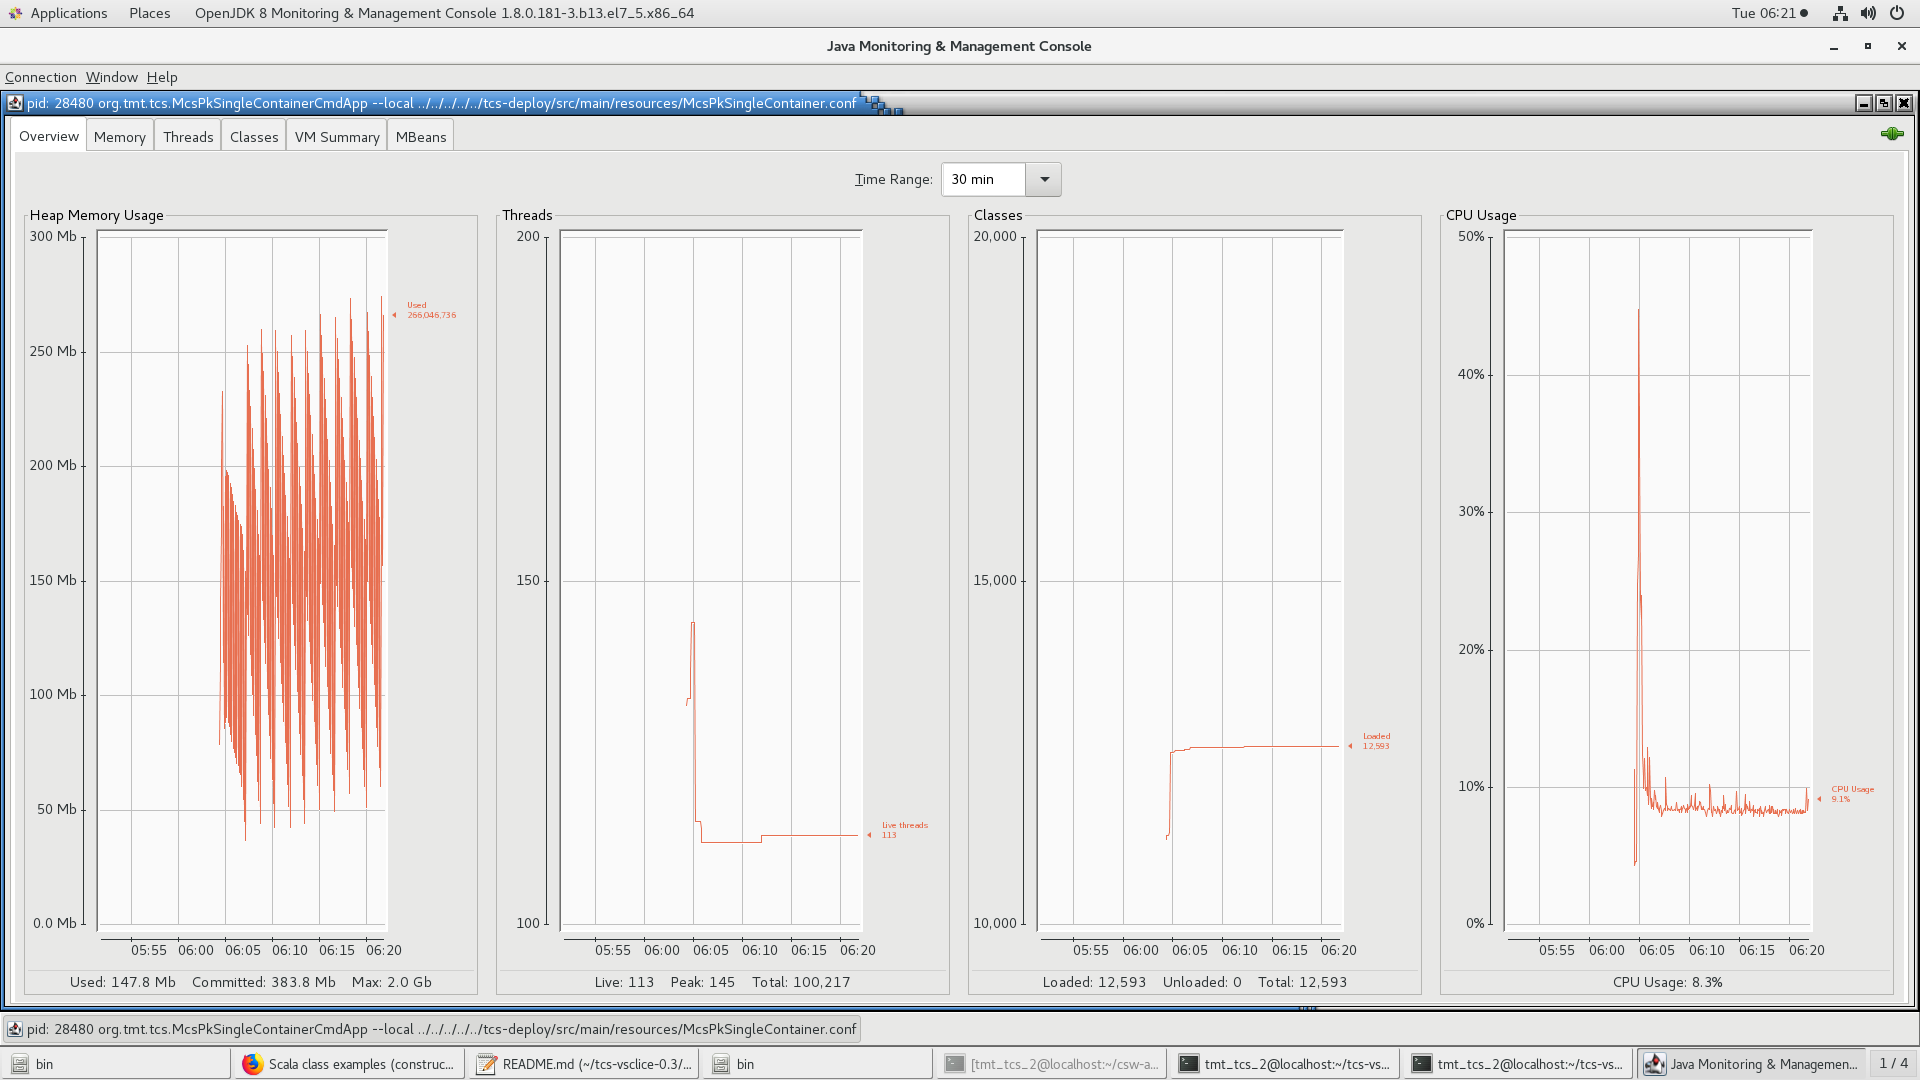 Applications Places OpenJDK 8 Monitoring & Management Console 1.8.0.181-3.b13.el7_5.x86_64 Tue 06:21
Java Monitoring & Management Console
Connection Window Help
pid: 28480 org.tmt.tcs.McsPkSingleContainerCmdApp --local ../../../../../tcs-deploy/src/main/resources/McsPkSingleContainer.conf
Overview Memory Threads Classes VM Summary MBeans
Time Range: 30 min
Heap Memory Usage
300 Mb
250 Mb
200 Mb
150 Mb
100 Mb
50 Mb
0.0 Mb
Used
266,046,736
05:55 06:00 06:05 06:10 06:15 06:20
Used: 147.8 Mb Committed: 383.8 Mb Max: 2.0 Gb
Threads
200
150
100
Live threads
113
05:55 06:00 06:05 06:10 06:15 06:20
Live: 113 Peak: 145 Total: 100,217
Classes
20,000
15,000
10,000
Loaded
12,593
05:55 06:00 06:05 06:10 06:15 06:20
Loaded: 12,593 Unloaded: 0 Total: 12,593
CPU Usage
50%
40%
30%
20%
10%
0%
CPU Usage
9.1%
05:55 06:00 06:05 06:10 06:15 06:20
CPU Usage: 8.3%
pid: 28480 org.tmt.tcs.McsPkSingleContainerCmdApp --local ../../../../../tcs-deploy/src/main/resources/McsPkSingleContainer.conf
bin Scala class examples (construc... README.md (~/tcs-vsclice-0.3/... bin [tmt_tcs_2@localhost:~/csw-a... tmt_tcs_2@localhost:~/tcs-vs... tmt_tcs_2@localhost:~/tcs-vs... Java Monitoring & Managemen... 1 / 4